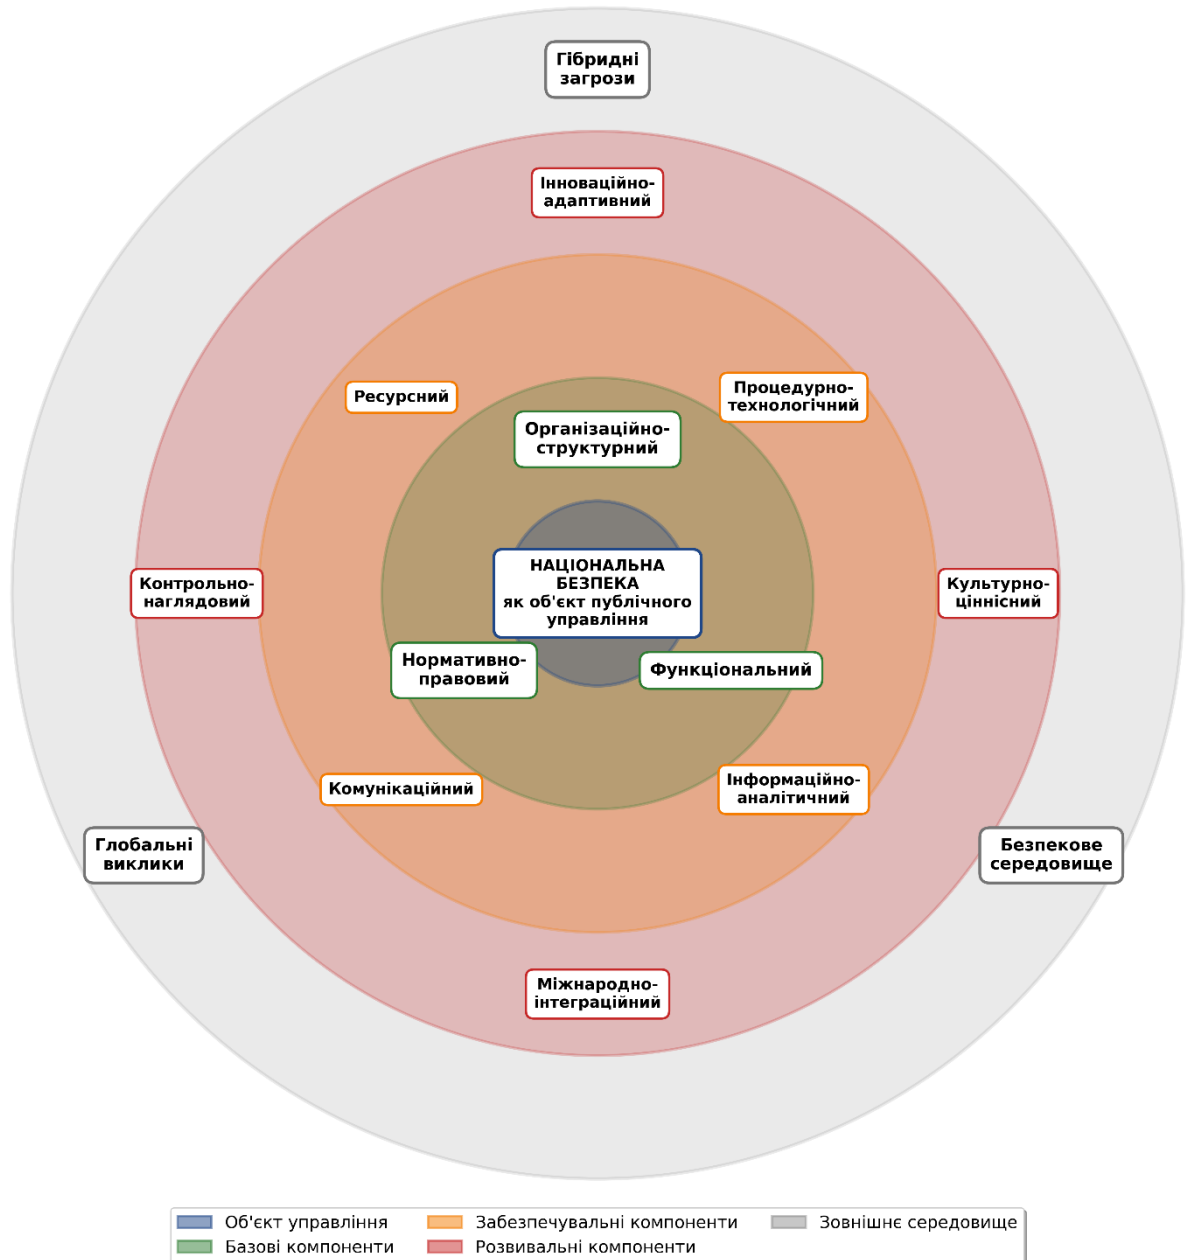 Гібридні
загрози
Інноваційно-
адаптивний
Ресурсний
Процедурно-
технологічний
Організаційно-
структурний
НАЦІОНАЛЬНА
БЕЗПЕКА
як об'єкт публічного
управління
Контрольно-
наглядовий
Культурно-
ціннісний
Нормативно-
правовий
Функціональний
Комунікаційний
Інформаційно-
аналітичний
Глобальні
виклики
Безпекове
середовище
Міжнародно-
інтеграційний
Об'єкт управління
Базові компоненти
Забезпечувальні компоненти
Розвивальні компоненти
Зовнішнє середовище